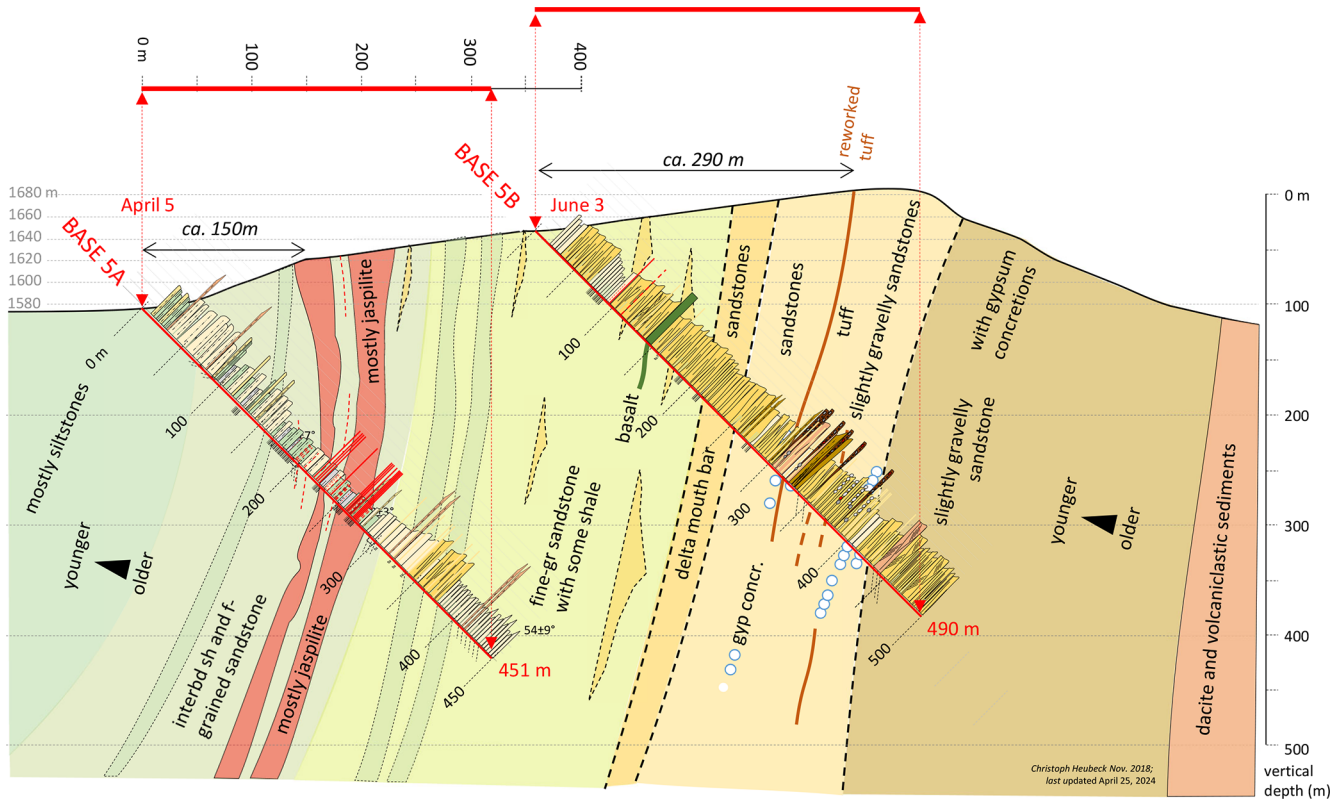 0 m
100
200
300
400
reworked
tuff
ca. 290 m
BASE 5B
1680 m
1660
1640
1620
1600
1580
April 5
June 3
0 m
ca. 150m
BASE 5A
mostly jaspilite
sandstones
sandstones
tuff
slightly gravelly sandstones
with gypsum
concretions
100
0 m
100
100
mostly siltstones
basalt
200
200
7°
200
slightly gravelly
sandstone
delta mouth bar
±3°
300
300
fine-gr sandstone
with some shale
younger
older
younger
older
300
300
400
gyp concr.
interbd sh and f-
grained sandstone
mostly jaspilite
54±9°
400
450
451 m
490 m
500
400
dacite and volcaniclastic sediments
500
vertical
depth (m)
Christoph Heubeck Nov. 2018;
last updated April 25, 2024